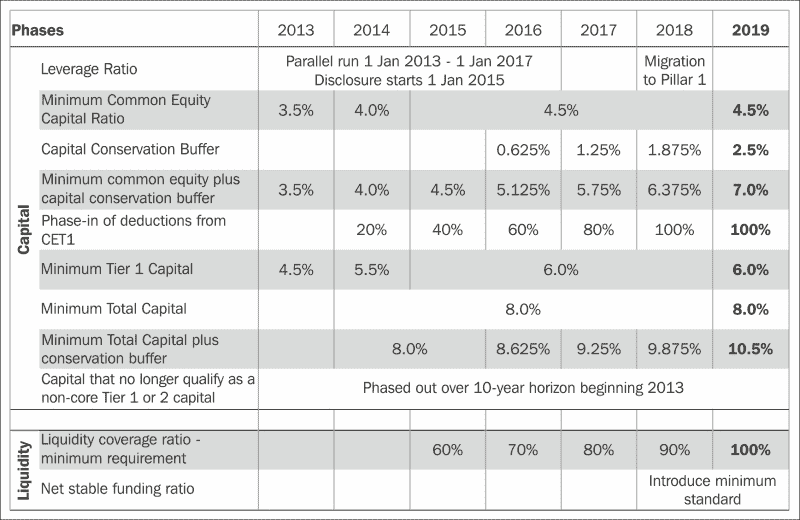 Phases 2013 2014 2015 2016 2017 2018 2019
Capital
Leverage Ratio
Parallel run 1 Jan 2013 - 1 Jan 2017
Disclosure starts 1 Jan 2015
Migration
to Pillar 1
Minimum Common Equity
Capital Ratio
3.5% 4.0% 4.5% 4.5%
Capital Conservation Buffer 0.625% 1.25% 1.875% 2.5%
Minimum common equity plus
capital conservation buffer
3.5% 4.0% 4.5% 5.125% 5.75% 6.375% 7.0%
Phase-in of deductions from
CET1
20% 40% 60% 80% 100% 100%
Minimum Tier 1 Capital 4.5% 5.5% 6.0% 6.0%
Minimum Total Capital 8.0% 8.0%
Minimum Total Capital plus
conservation buffer
8.0% 8.625% 9.25% 9.875% 10.5%
Capital that no longer qualify as a
non-core Tier 1 or 2 capital
Phased out over 10-year horizon beginning 2013
Liquidity
Liquidity coverage ratio -
minimum requirement
60% 70% 80% 90% 100%
Net stable funding ratio
Introduce minimum
standard